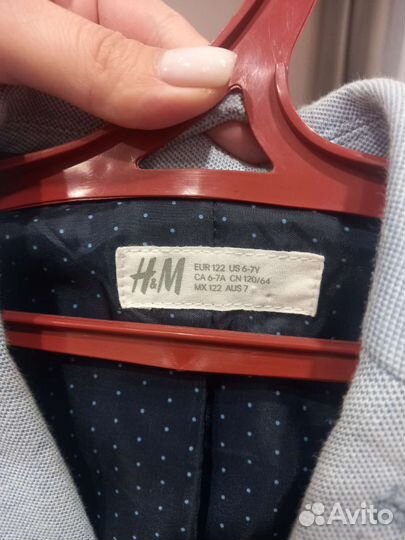 H&M
EUR 122 US 6-7Y
CA 6-7A CN 120/64
MX 122 AUS 7
Avito